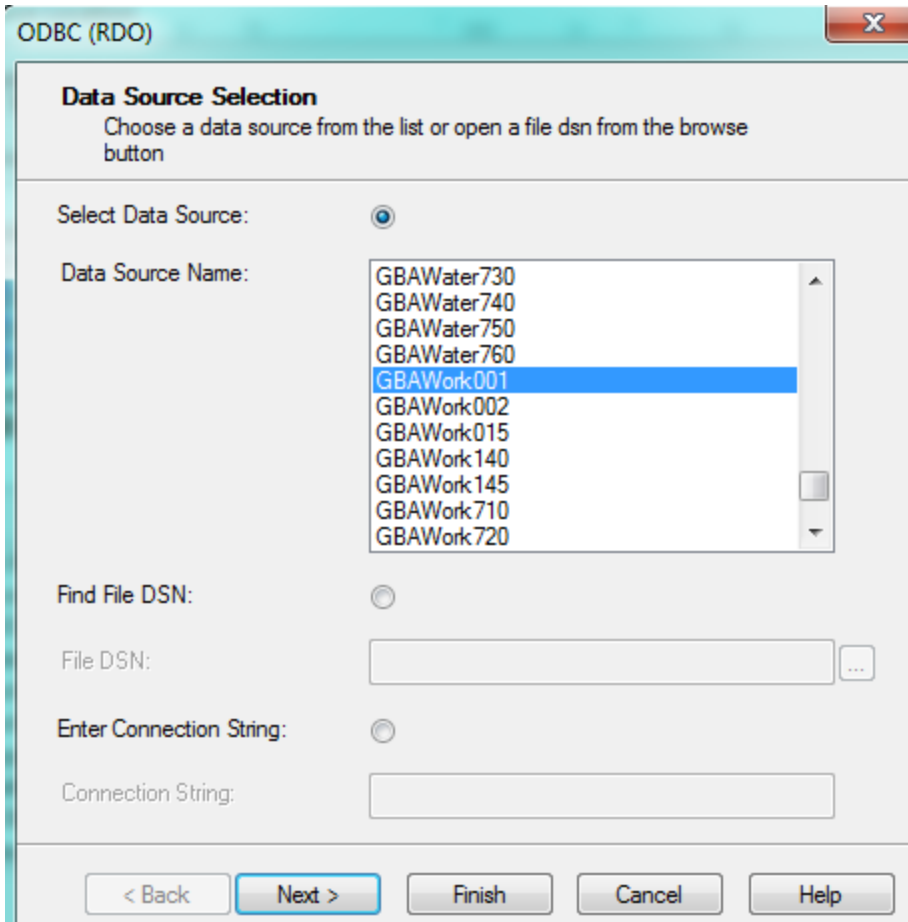 ODBC (RDO)
Data Source Selection
Choose a data source from the list or open a file dsn from the browse
button
Select Data Source:
Data Source Name:
GBAWater730
GBAWater740
GBAWater750
GBAWater760
GBAWork001
GBAWork002
GBAWork015
GBAWork140
GBAWork145
GBAWork710
GBAWork720
Find File DSN:
File DSN:
...
Enter Connection String:
Connection String:
< Back Next > Finish Cancel Help